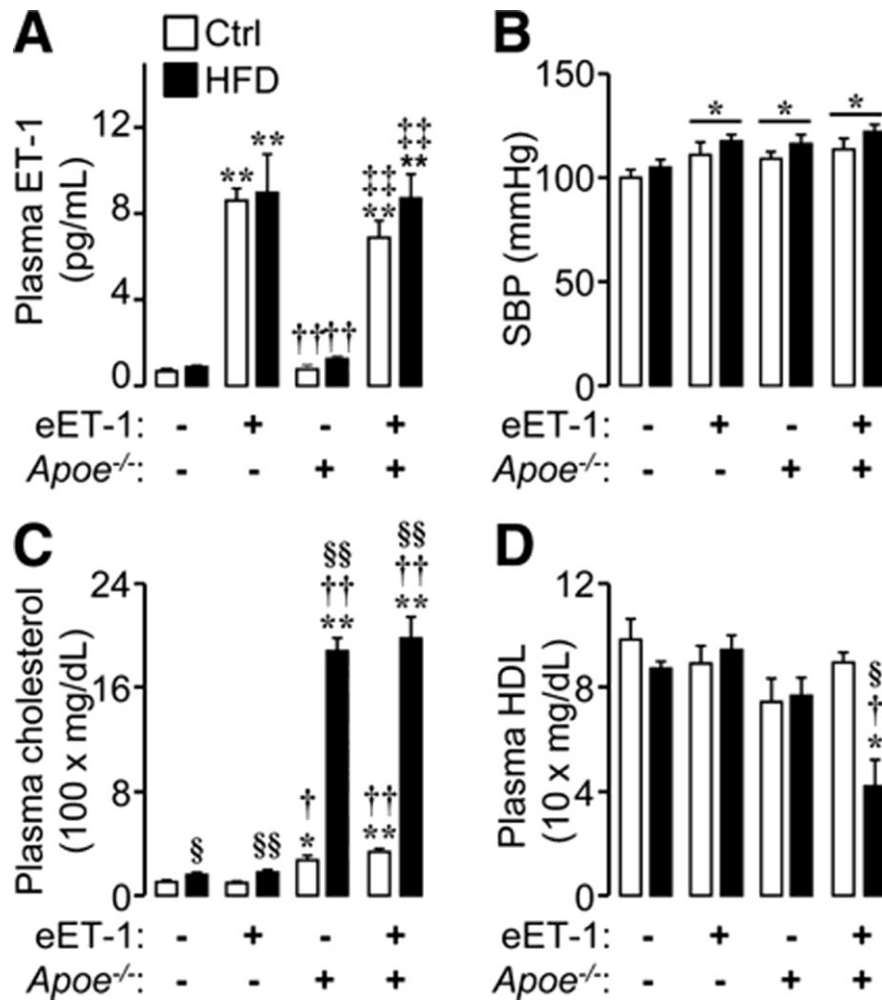 A
Ctrl
HFD
Plasma ET-1
(pg/mL)
12
8
4
0
**
**
††
††
‡‡
‡‡
**
‡‡
‡‡
**
eET-1: - + - +
Apoe-/-: - - + +
B
SBP (mmHg)
150
100
50
0
*
*
*
eET-1: - + - +
Apoe-/-: - - + +
C
Plasma cholesterol
(100 x mg/dL)
24
16
8
0
§
§§
†
*
§§
††
**
††
**
§§
††
**
eET-1: - + - +
Apoe-/-: - - + +
D
Plasma HDL
(10 x mg/dL)
12
8
4
0
§
†
*
eET-1: - + - +
Apoe-/-: - - + +